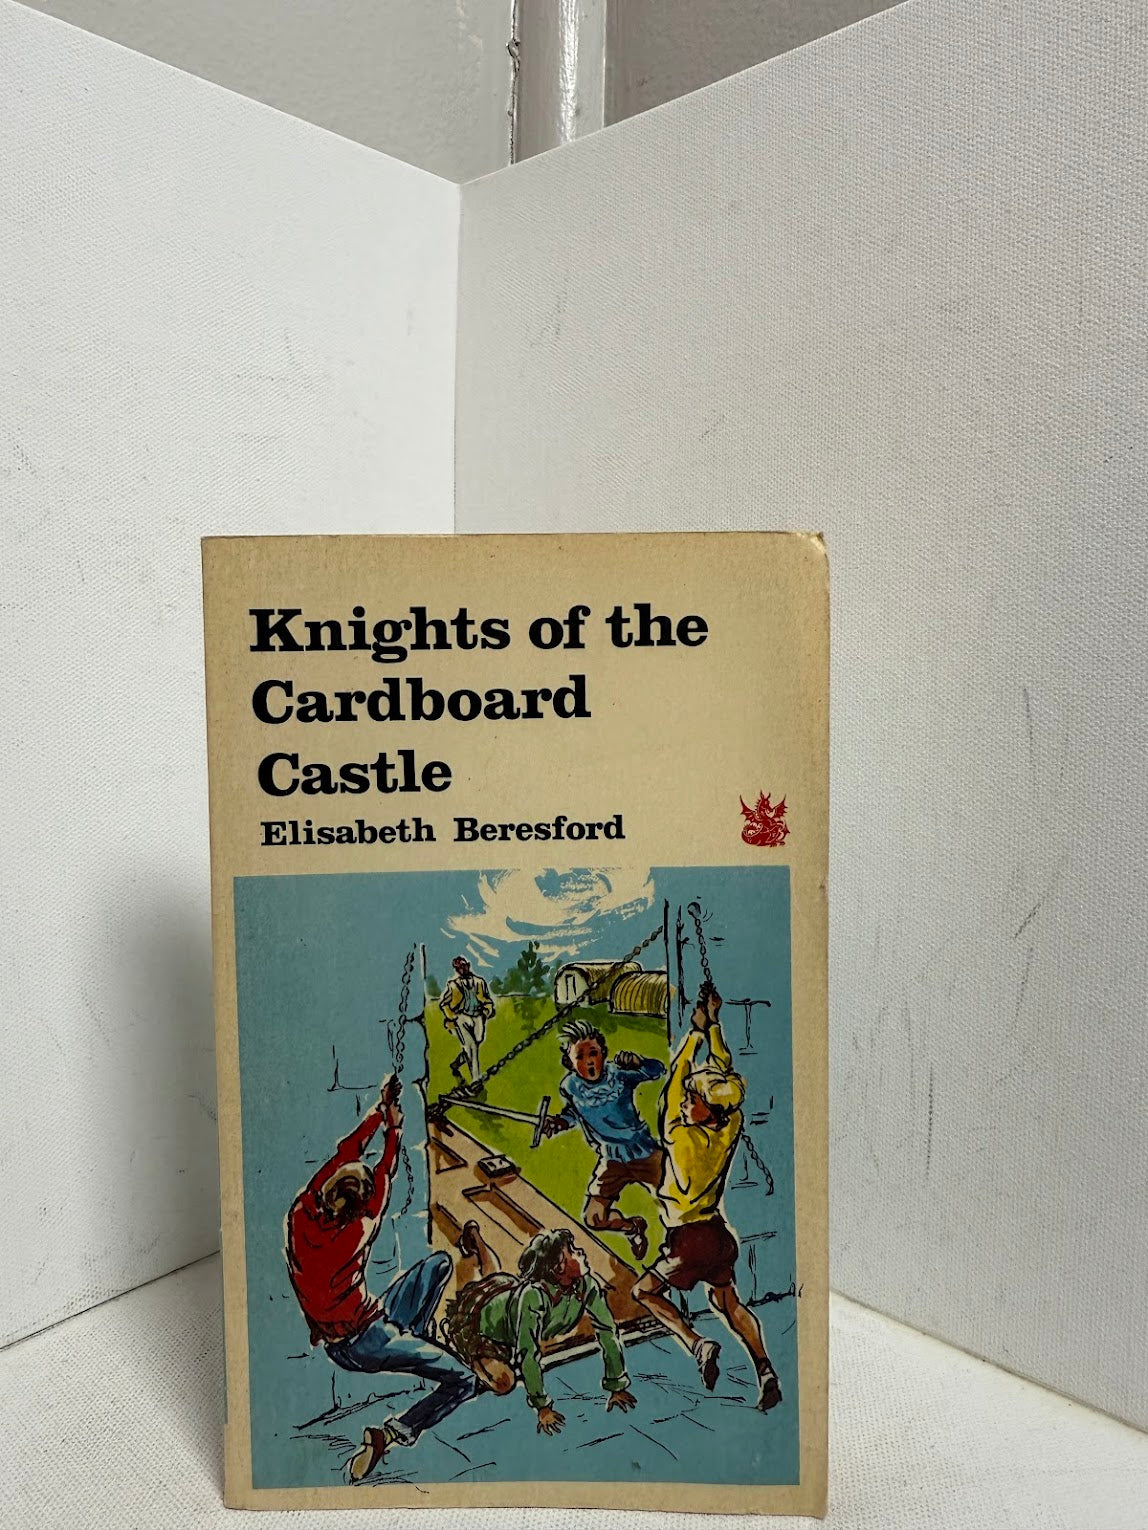 Knights of the
Cardboard
Castle
Elisabeth Beresford